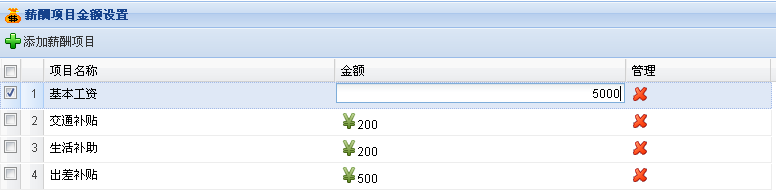 薪酬项目金额设置
添加薪酬项目
项目名称 金额 管理
1 基本工资 5000
2 交通补贴 200
3 生活补助 200
4 出差补贴 500